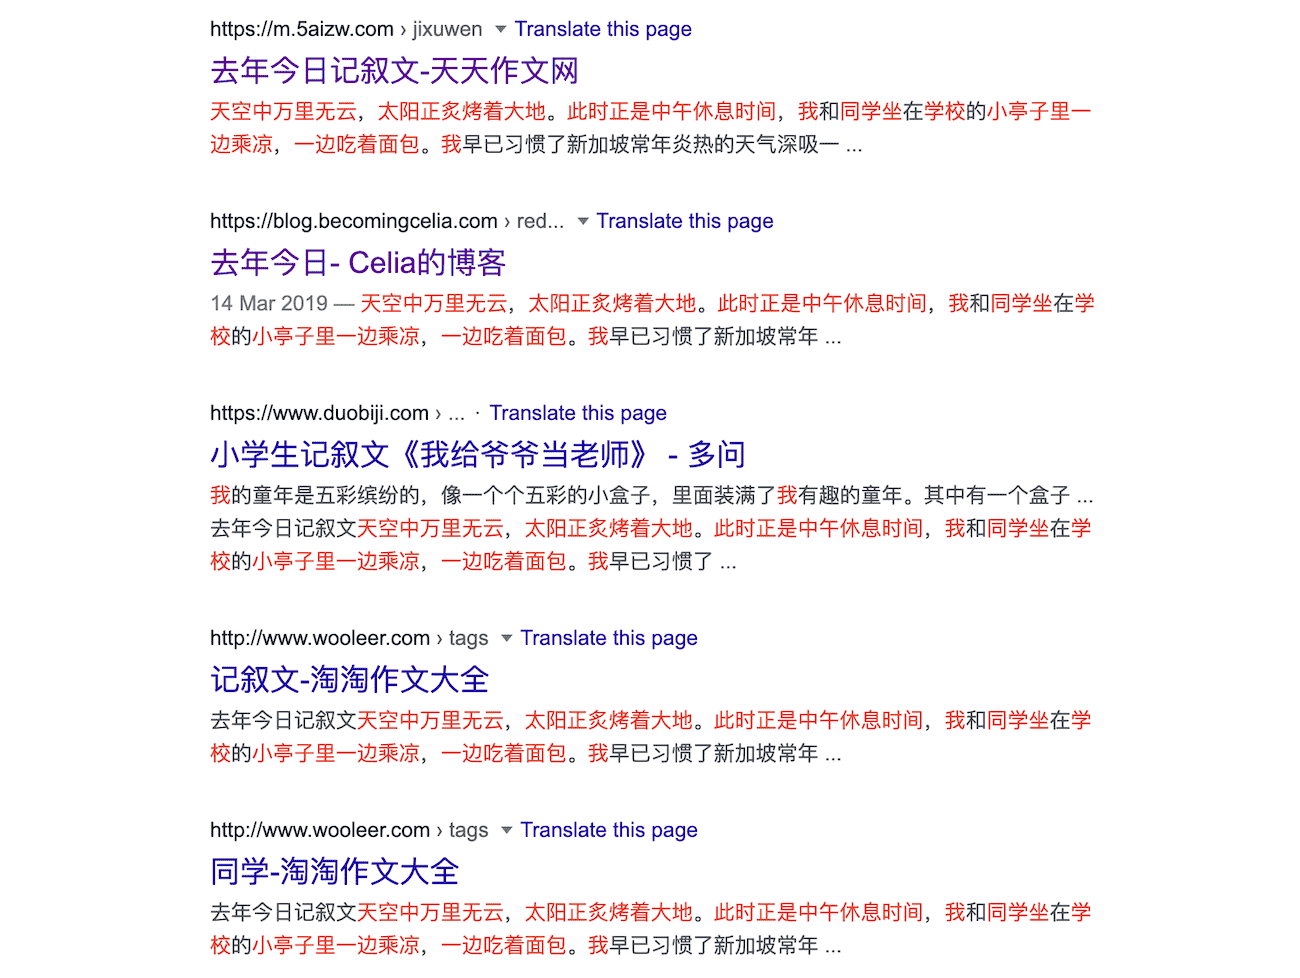 https://m.5aizw.com › jixuwen ▼ Translate this page
去年今日记叙文-天天作文网
天空中万里无云，太阳正炙烤着大地。此时正是中午休息时间，我和同学坐在学校的小亭子里一
边乘凉，一边吃着面包。我早已习惯了新加坡常年炎热的天气深吸一 ...
https://blog.becomingcelia.com › red... ▼ Translate this page
去年今日- Celia的博客
14 Mar 2019 — 天空中万里无云，太阳正炙烤着大地。此时正是中午休息时间，我和同学坐在学
校的小亭子里一边乘凉，一边吃着面包。我早已习惯了新加坡常年 ...
https://www.duobiji.com › ... · Translate this page
小学生记叙文《我给爷爷当老师》 - 多问
我的童年是五彩缤纷的，像一个个五彩的小盒子，里面装满了我有趣的童年。其中有一个盒子 ...
去年今日记叙文天空中万里无云，太阳正炙烤着大地。此时正是中午休息时间，我和同学坐在学
校的小亭子里一边乘凉，一边吃着面包。我早已习惯了 ...
http://www.wooleer.com › tags ▼ Translate this page
记叙文-淘淘作文大全
去年今日记叙文天空中万里无云，太阳正炙烤着大地。此时正是中午休息时间，我和同学坐在学
校的小亭子里一边乘凉，一边吃着面包。我早已习惯了新加坡常年 ...
http://www.wooleer.com › tags ▼ Translate this page
同学-淘淘作文大全
去年今日记叙文天空中万里无云，太阳正炙烤着大地。此时正是中午休息时间，我和同学坐在学
校的小亭子里一边乘凉，一边吃着面包。我早已习惯了新加坡常年 ...